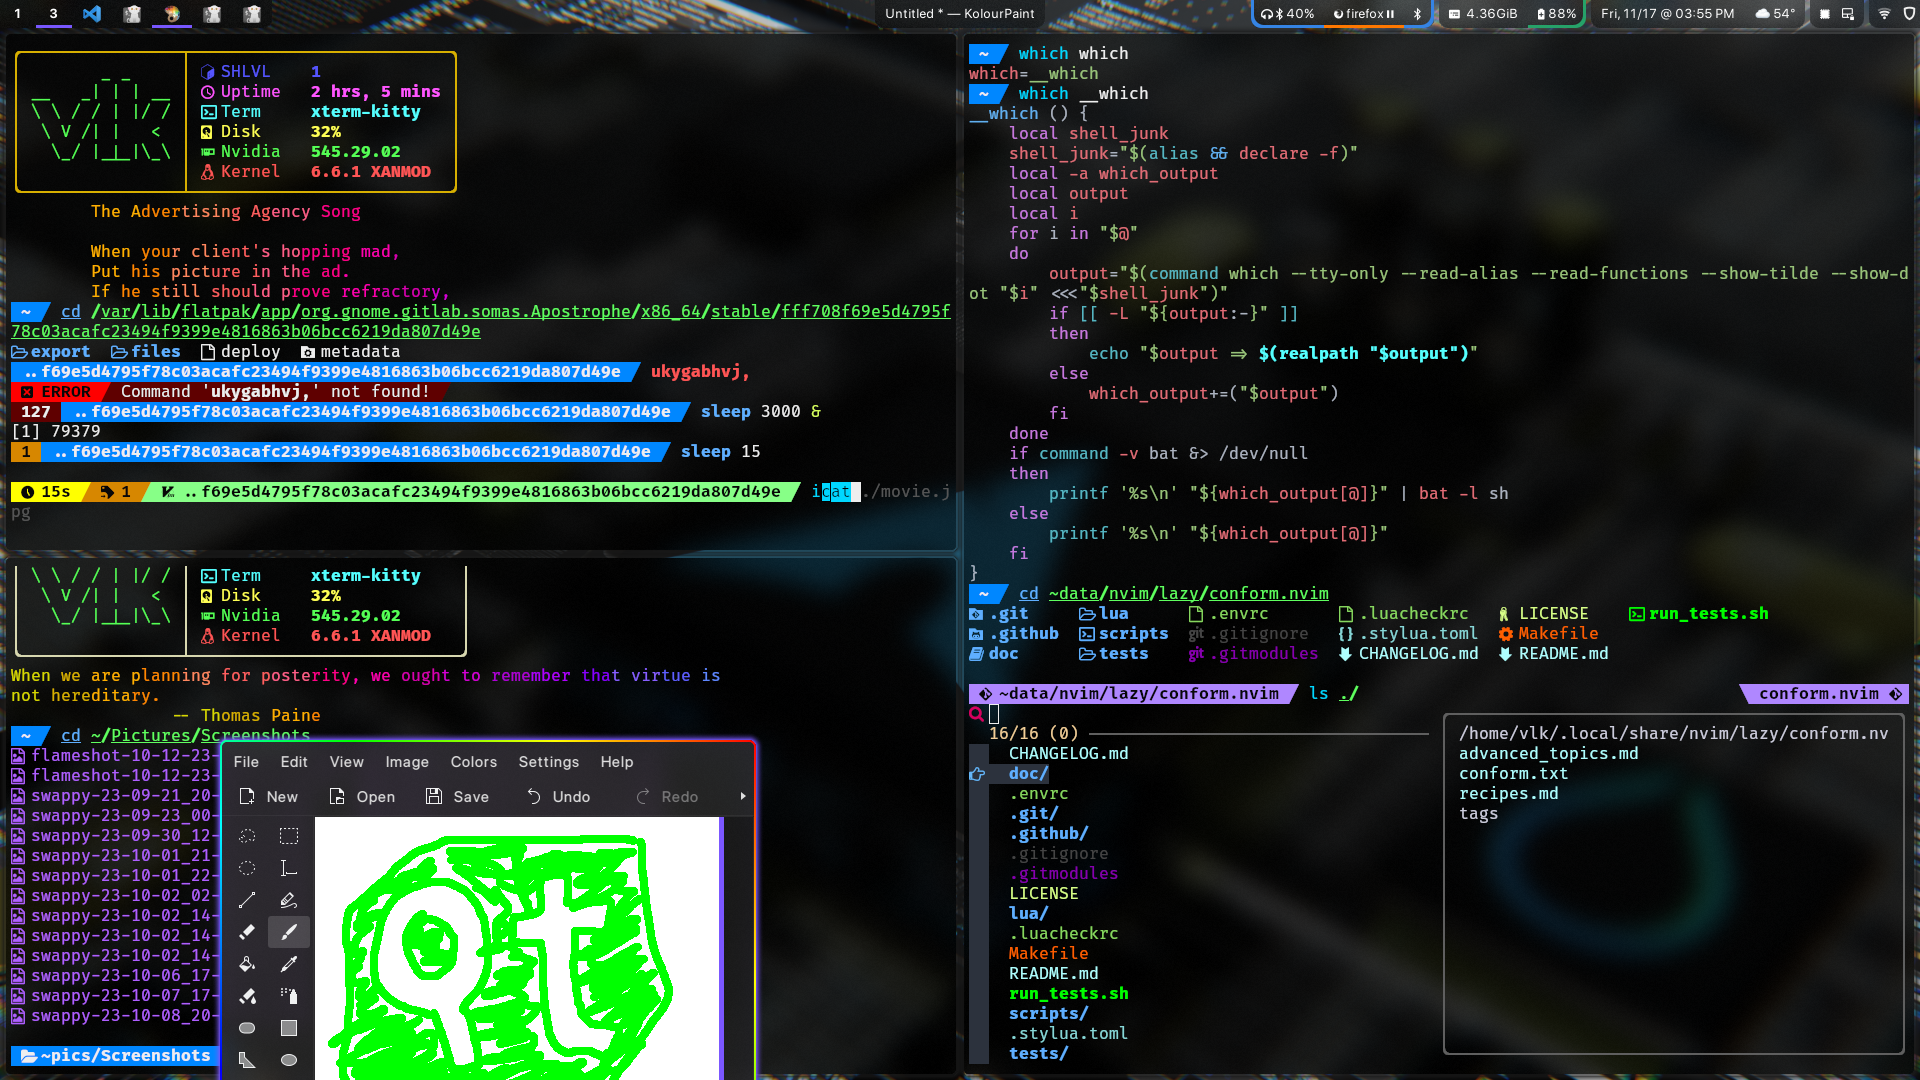 1 3
Untitled * — KolourPaint
40% firefox 4.36GiB 88% Fri, 11/17 @ 03:55 PM 54°
SHLVL 1
Uptime 2 hrs, 5 mins
Term xterm-kitty
Disk 32%
Nvidia 545.29.02
Kernel 6.6.1 XANMOD
The Advertising Agency Song
When your client's hopping mad,
Put his picture in the ad.
If he still should prove refractory,
~ cd /var/lib/flatpak/app/org.gnome.gitlab.somas.Apostrophe/x86_64/stable/fff708f69e5d4795f
78c03acafc23494f9399e4816863b06bcc6219da807d49e
export files deploy metadata
..f69e5d4795f78c03acafc23494f9399e4816863b06bcc6219da807d49e ukygabhvj,
ERROR Command 'ukygabhvj,' not found!
127 ..f69e5d4795f78c03acafc23494f9399e4816863b06bcc6219da807d49e sleep 3000 &
[1] 79379
1 ..f69e5d4795f78c03acafc23494f9399e4816863b06bcc6219da807d49e sleep 15
15s 1 ..f69e5d4795f78c03acafc23494f9399e4816863b06bcc6219da807d49e icat ./movie.j
pg
Term xterm-kitty
Disk 32%
Nvidia 545.29.02
Kernel 6.6.1 XANMOD
When we are planning for posterity, we ought to remember that virtue is
not hereditary.
-- Thomas Paine
~ cd ~/Pictures/Screenshots
flameshot-10-12-23-
flameshot-10-12-23-
swappy-23-09-21_20-
swappy-23-09-23_00-
swappy-23-09-30_12-
swappy-23-10-01_21-
swappy-23-10-01_22-
swappy-23-10-02_02-
swappy-23-10-02_14-
swappy-23-10-02_14-
swappy-23-10-02_14-
swappy-23-10-06_17-
swappy-23-10-07_17-
swappy-23-10-08_20-
~pics/Screenshots
File Edit View Image Colors Settings Help
New Open Save Undo Redo
Qt
~ which which
which=__which
~ which __which
__which () {
local shell_junk
shell_junk="$(alias && declare -f)"
local -a which_output
local output
local i
for i in "$@"
do
output="$(command which --tty-only --read-alias --read-functions --show-tilde --show-d
ot "$i" <<<"$shell_junk")"
if [[ -L "${output:-}" ]]
then
echo "$output => $(realpath "$output")"
else
which_output+=("$output")
fi
done
if command -v bat &> /dev/null
then
printf '%s\n' "${which_output[@]}" | bat -l sh
else
printf '%s\n' "${which_output[@]}"
fi
}
~ cd ~data/nvim/lazy/conform.nvim
.git lua .envrc .luacheckrc LICENSE run_tests.sh
.github scripts .gitignore .stylua.toml Makefile
doc tests .gitmodules CHANGELOG.md README.md
~data/nvim/lazy/conform.nvim ls ./ conform.nvim
16/16 (0)
CHANGELOG.md
doc/
.envrc
.git/
.github/
.gitignore
.gitmodules
LICENSE
lua/
.luacheckrc
Makefile
README.md
run_tests.sh
scripts/
.stylua.toml
tests/
/home/vlk/.local/share/nvim/lazy/conform.nv
advanced_topics.md
conform.txt
recipes.md
tags